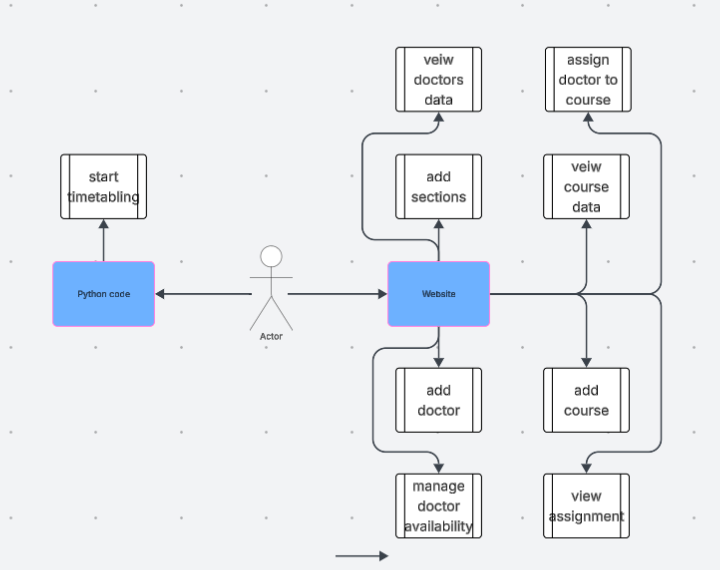 veiw
doctors
data
assign
doctor to
course
start
timetabling
add
sections
veiw
course
data
Python code
Actor
Website
add
doctor
add
course
manage
doctor
availability
view
assignment